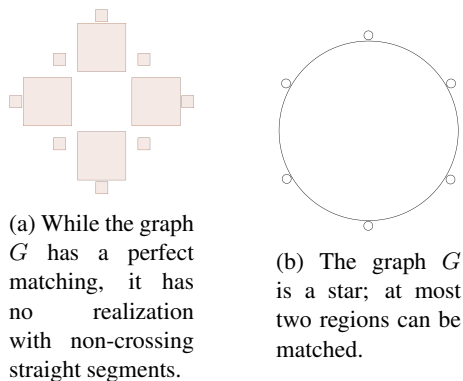 (a) While the graph
G has a perfect
matching, it has
no realization
with non-crossing
straight segments.
(b) The graph G
is a star; at most
two regions can be
matched.